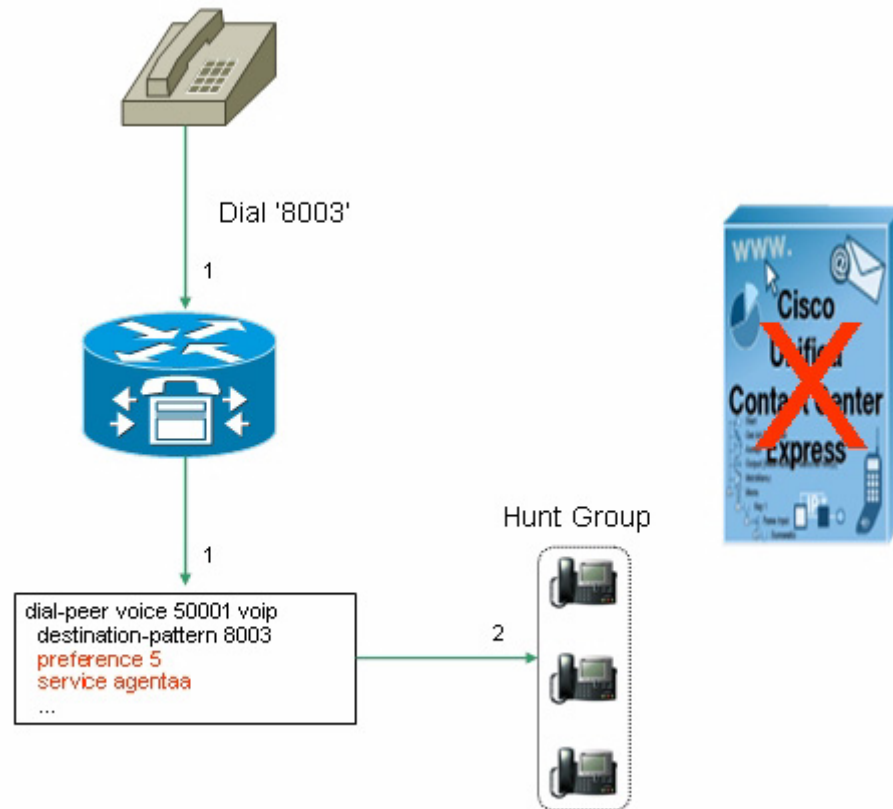 Dial '8003'
1
www.
@
Cisco
Unified
Contact Center
Express
1
Hunt Group
dial-peer voice 50001 voip
destination-pattern 8003
preference 5
service agentaa
...
2